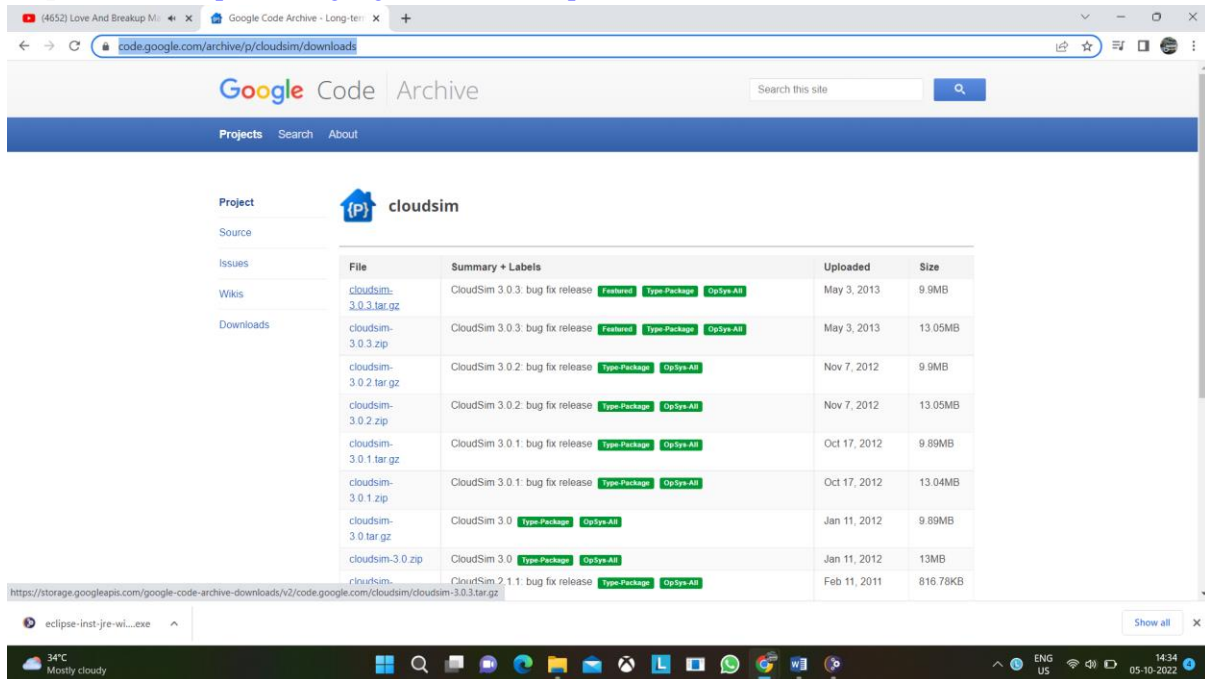 (4652) Love And Breakup Ma
Google Code Archive - Long-ter
code.google.com/archive/p/cloudsim/downloads
Google Code Archive
Search this site
Projects Search About
Project
Source
Issues
Wikis
Downloads
{P} cloudsim
File Summary + Labels Uploaded Size
cloudsim- CloudSim 3.0.3: bug fix release Featured Type-Package OpSys-All May 3, 2013 9.9MB
3.0.3.tar.gz
cloudsim- CloudSim 3.0.3: bug fix release Featured Type-Package OpSys-All May 3, 2013 13.05MB
3.0.3.zip
cloudsim- CloudSim 3.0.2: bug fix release Type-Package OpSys-All Nov 7, 2012 9.9MB
3.0.2.tar.gz
cloudsim- CloudSim 3.0.2: bug fix release Type-Package OpSys-All Nov 7, 2012 13.05MB
3.0.2.zip
cloudsim- CloudSim 3.0.1: bug fix release Type-Package OpSys-All Oct 17, 2012 9.89MB
3.0.1.tar.gz
cloudsim- CloudSim 3.0.1: bug fix release Type-Package OpSys-All Oct 17, 2012 13.04MB
3.0.1.zip
cloudsim- CloudSim 3.0 Type-Package OpSys-All Jan 11, 2012 9.89MB
3.0.tar.gz
cloudsim-3.0.zip CloudSim 3.0 Type-Package OpSys-All Jan 11, 2012 13MB
cloudsim- CloudSim 2.1.1: bug fix release Type-Package OpSys-All Feb 11, 2011 816.78KB
https://storage.googleapis.com/google-code-archive-downloads/v2/code.google.com/cloudsim/cloudsim-3.0.3.tar.gz
eclipse-inst-jre-wi....exe
Show all
34°C
Mostly cloudy
ENG
US
14:34
05-10-2022
4